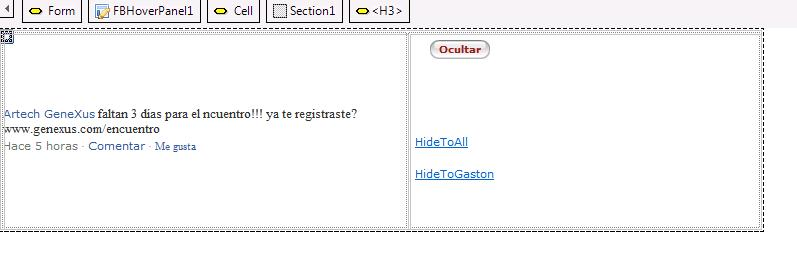 Form FBHoverPanel1 Cell Section1 <H3>
Ocultar
Artech GeneXus faltan 3 días para el ncuentro!!! ya te registraste?
www.genexus.com/encuentro
Hace 5 horas · Comentar · Me gusta
HideToAll
HideToGaston